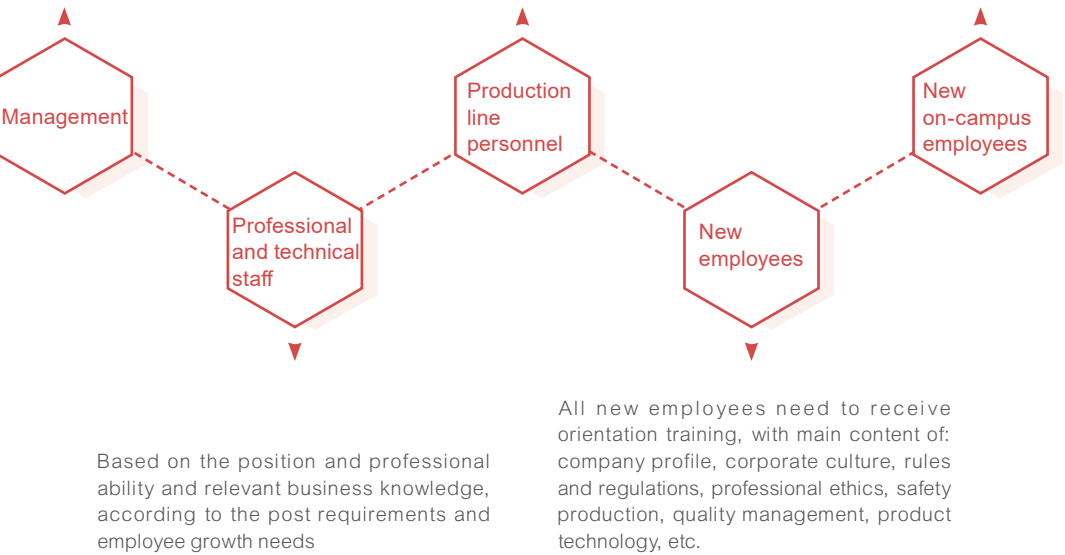 Management
Professional
and technical
staff
Production
line
personnel
New
employees
New
on-campus
employees
Based on the position and professional
ability and relevant business knowledge,
according to the post requirements and
employee growth needs
All new employees need to receive
orientation training, with main content of:
company profile, corporate culture, rules
and regulations, professional ethics, safety
production, quality management, product
technology, etc.